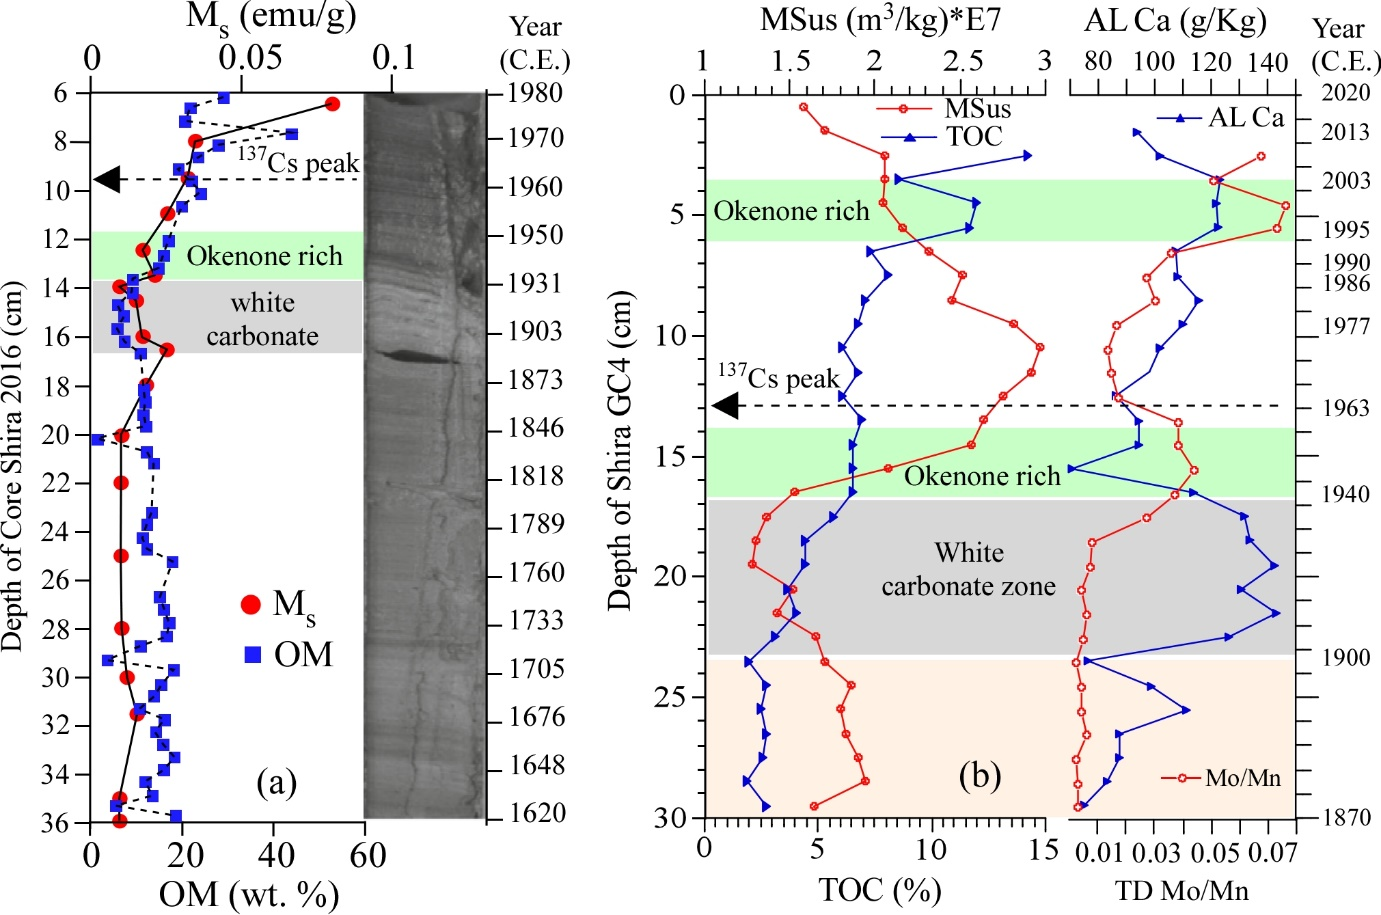 Mₛ (emu/g)
0 0.05 0.1
Year
(C.E.)
Depth of Core Shira 2016 (cm)
6
8
10
12
14
16
18
20
22
24
26
28
30
32
34
36
¹³⁷Cs peak
Okenone rich
white
carbonate
Mₛ
OM
(a)
1980
1970
1960
1950
1931
1903
1873
1846
1818
1789
1760
1733
1705
1676
1648
1620
0 20 40 60
OM (wt. %)
MSus (m³/kg)*E7
1 1.5 2 2.5 3
AL Ca (g/Kg)
80 100 120 140
Year
(C.E.)
Depth of Shira GC4 (cm)
0
5
10
15
20
25
30
MSus
TOC
AL Ca
Okenone rich
¹³⁷Cs peak
Okenone rich
White
carbonate zone
(b)
Mo/Mn
2020
2013
2003
1995
1990
1986
1977
1963
1940
1900
1870
0 5 10 15
TOC (%)
0.01 0.03 0.05 0.07
TD Mo/Mn